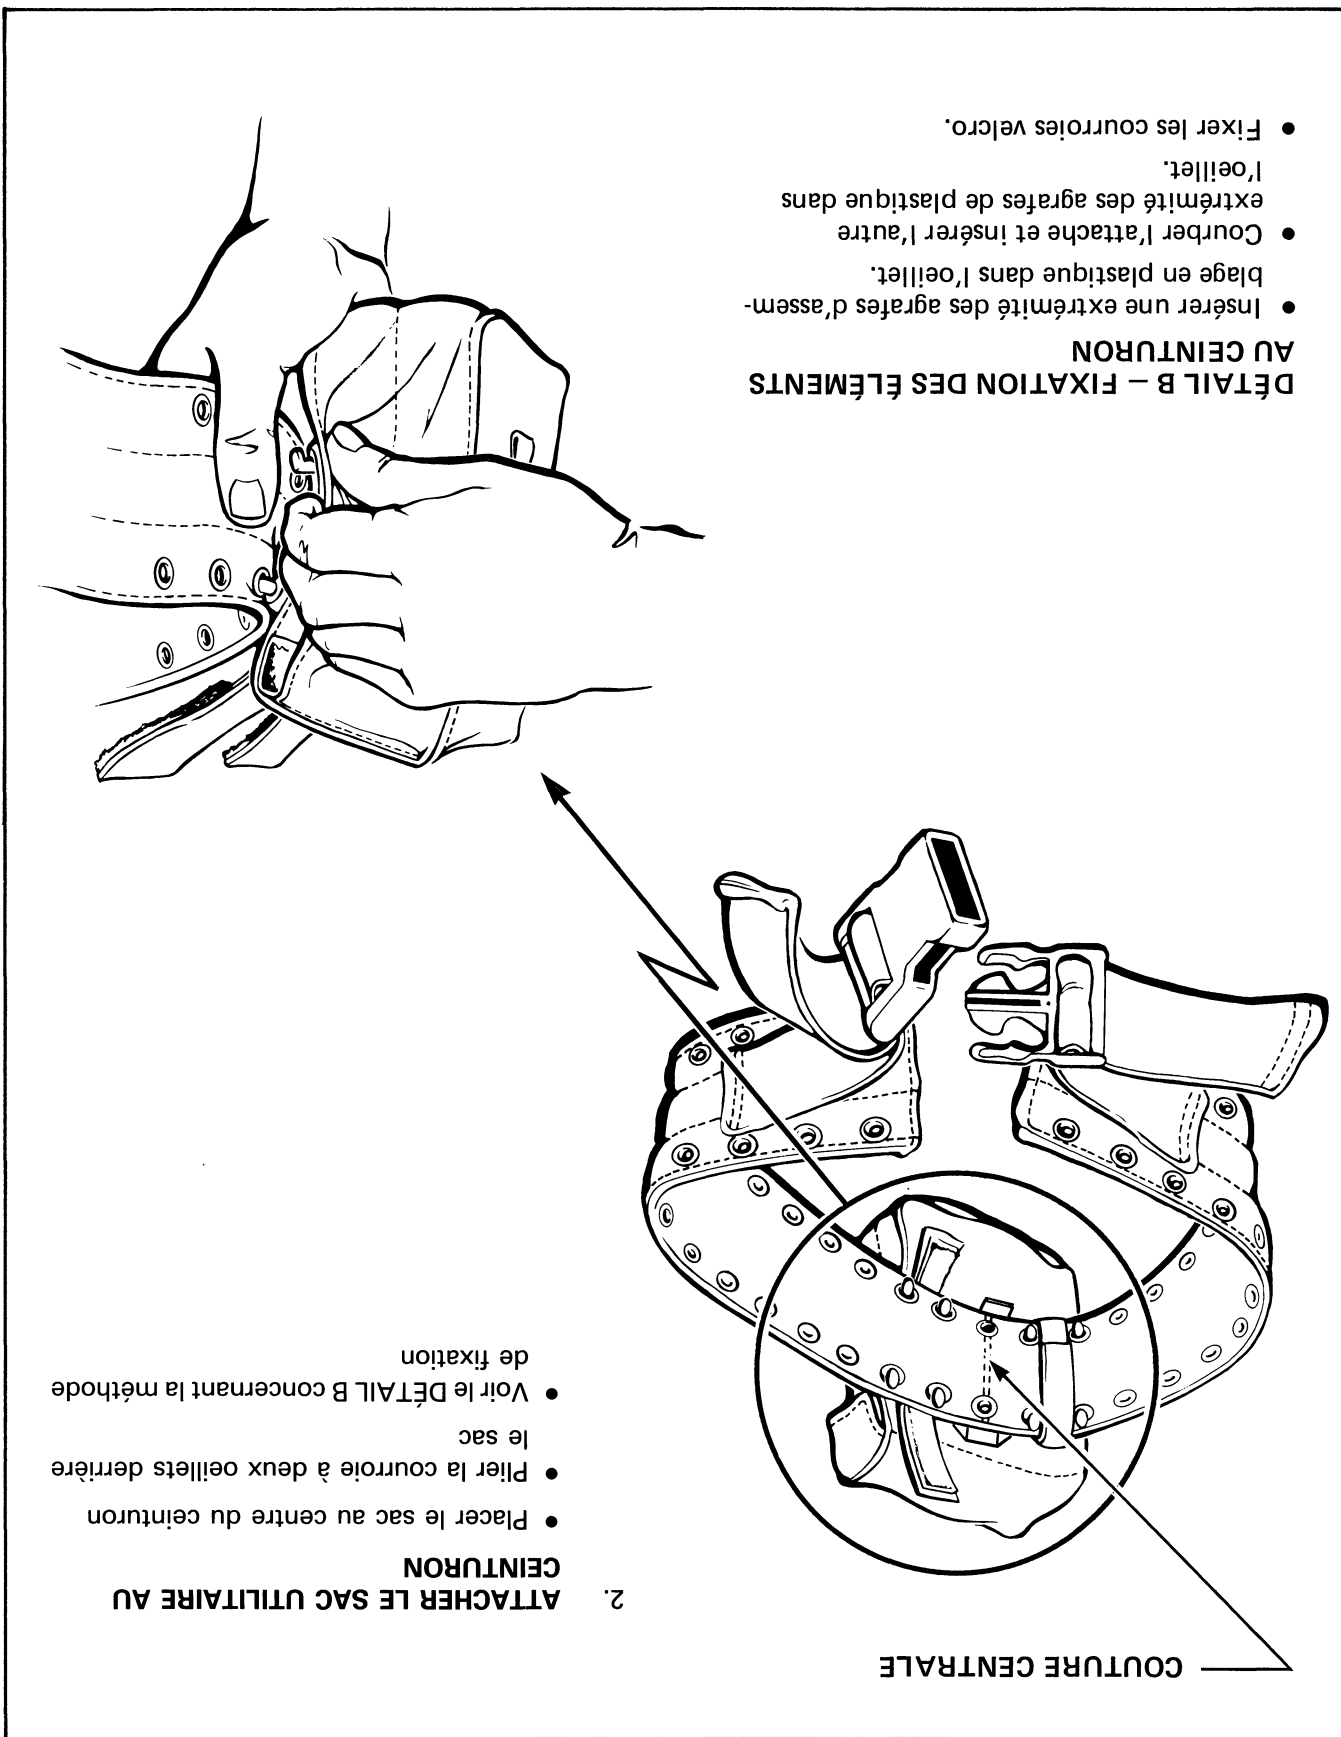 COUTURE CENTRALE
2. ATTACHER LE SAC UTILITAIRE AU
CEINTURON
• Placer le sac au centre du ceinturon
• Plier la courroie à deux oeillets derrière
le sac
• Voir le DÉTAIL B concernant la méthode
de fixation
DÉTAIL B – FIXATION DES ÉLÉMENTS
AU CEINTURON
• Insérer une extrémité des agrafes d'assem-
blage en plastique dans l'oeillet.
• Courber l'attache et insérer l'autre
extrémité des agrafes de plastique dans
l'oeillet.
• Fixer les courroies velcro.